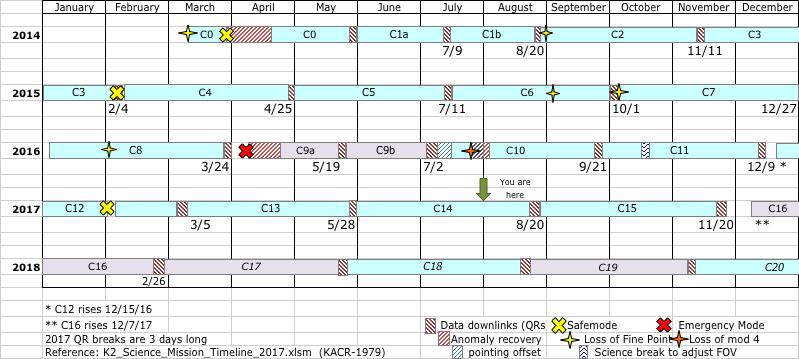 January February March April May June July August September October November December
2014 C0 C0 C1a C1b C2 C3
7/9 8/20 11/11
2015 C3 C4 C5 C6 C7
2/4 4/25 7/11 10/1 12/27
2016 C8 C9a C9b C10 C11
3/24 5/19 7/2 9/21 12/9 *
You are
here
2017 C12 C13 C14 C15 C16
3/5 5/28 8/20 11/20 **
2018 C16 C17 C18 C19 C20
2/26
* C12 rises 12/15/16
** C16 rises 12/7/17
Data downlinks (QRs Safemode Emergency Mode
2017 QR breaks are 3 days long
Anomaly recovery Loss of Fine Point Loss of mod 4
Reference: K2_Science_Mission_Timeline_2017.xlsm (KACR-1979)
pointing offset Science break to adjust FOV